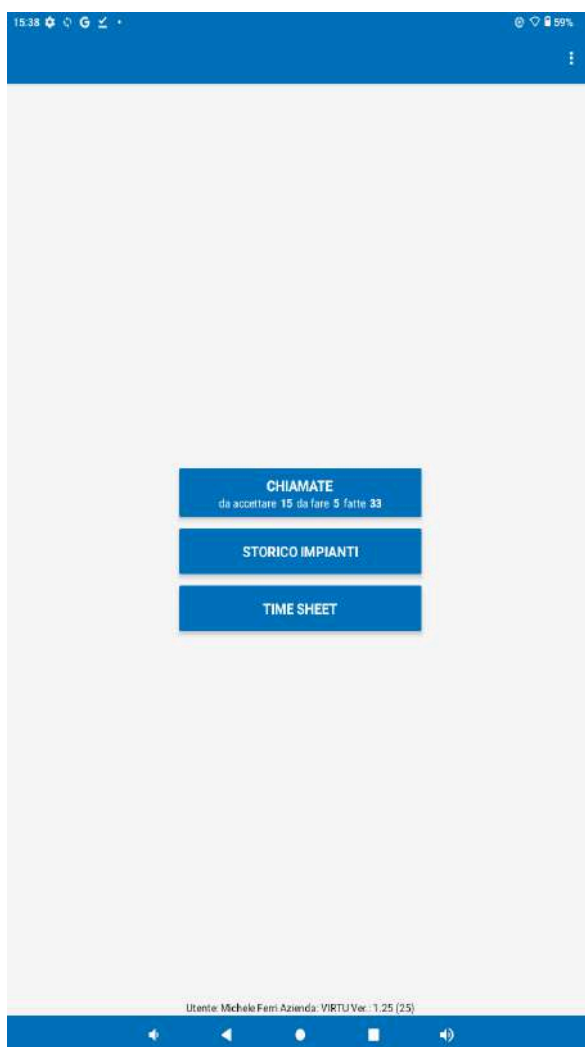 15:38 G 59%
CHIAMATE
da accettare 15 da fare 5 fatte 33
STORICO IMPIANTI
TIME SHEET
Utente: Michele Ferri Azienda: VIRTU Ver.: 1.25 (25)